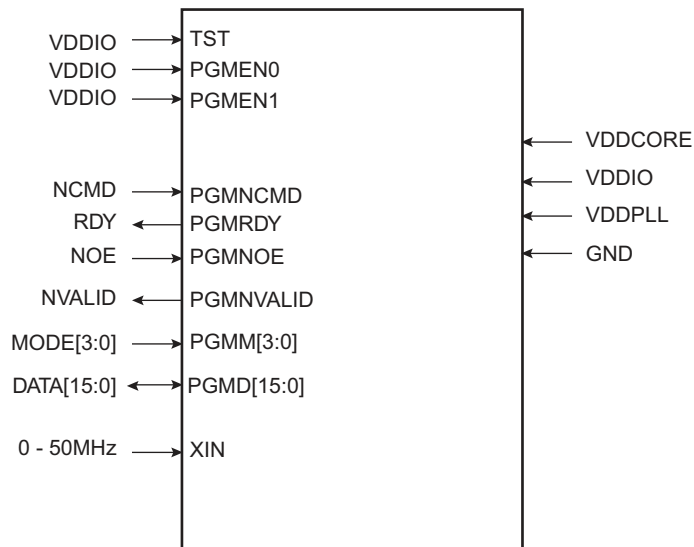 VDDIO TST
VDDIO PGMEN0
VDDIO PGMEN1
VDDCORE
VDDIO
NCMD PGMNCMD
VDDPLL
RDY PGMRDY
GND
NOE PGMNOE
NVALID PGMNVALID
MODE[3:0] PGMM[3:0]
DATA[15:0] PGMD[15:0]
0 - 50MHz XIN